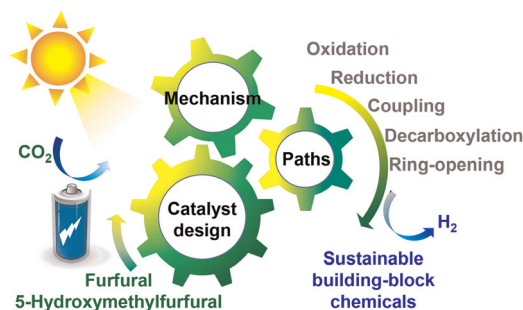 Oxidation
Reduction
Coupling
Decarboxylation
Ring-opening
Mechanism
Paths
Catalyst
design
CO₂
Furfural
5-Hydroxymethylfurfural
H₂
Sustainable
building-block
chemicals